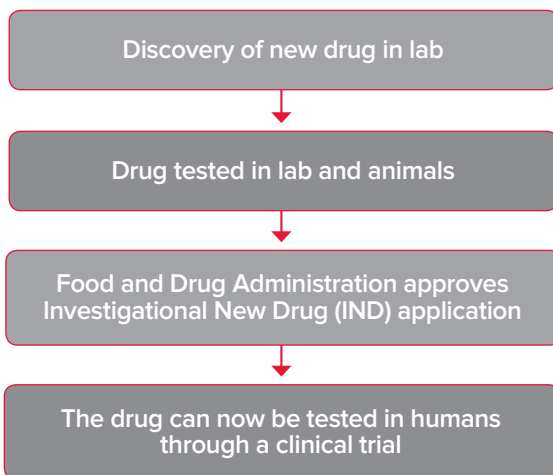 Discovery of new drug in lab
Drug tested in lab and animals
Food and Drug Administration approves
Investigational New Drug (IND) application
The drug can now be tested in humans
through a clinical trial